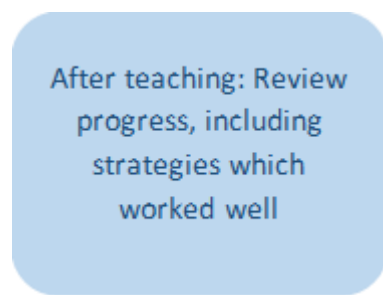 After teaching: Review
progress, including
strategies which
worked well